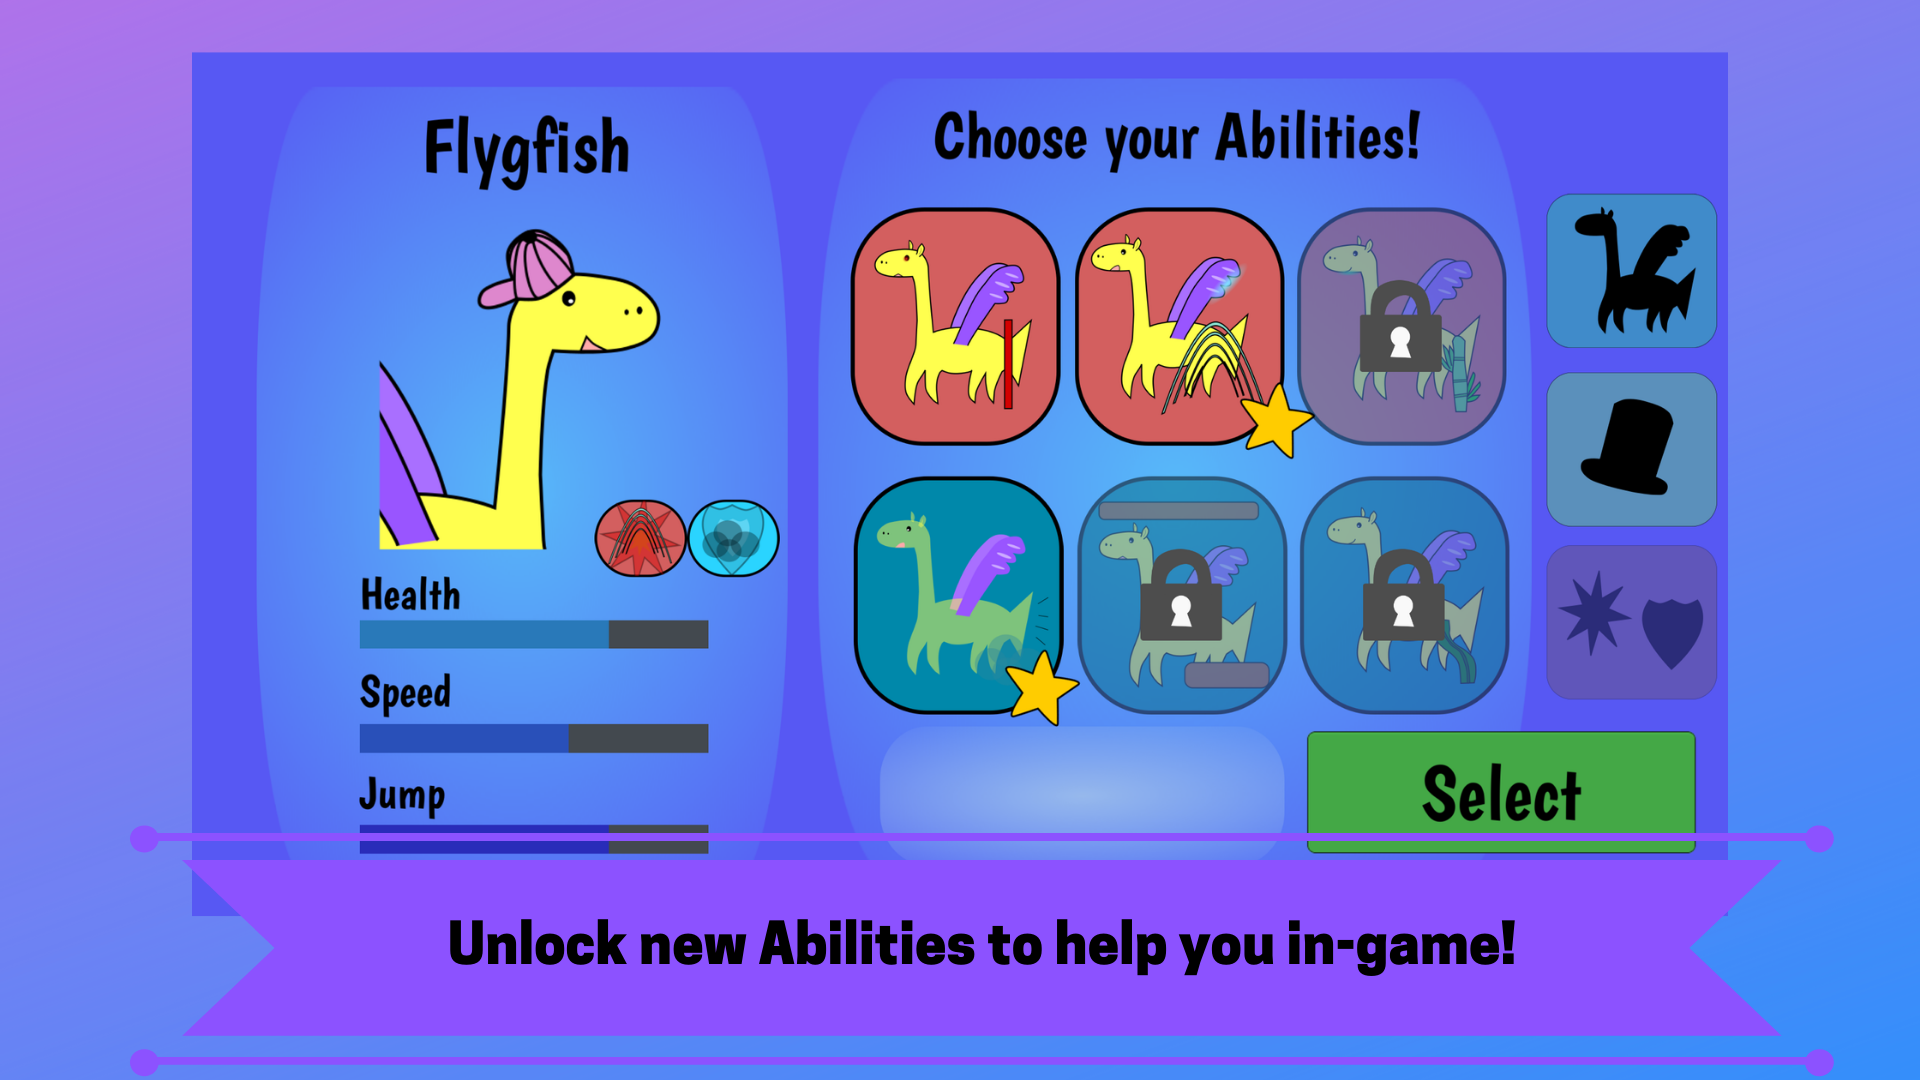 Flygfish
Choose your Abilities!
Health
Speed
Jump
Select
Unlock new Abilities to help you in-game!